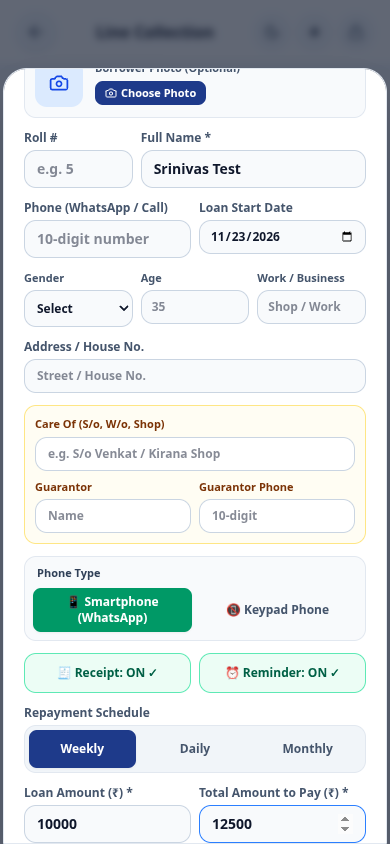 Line Collection
Borrower Photo (Optional)
Choose Photo
Roll # Full Name *
e.g. 5 Srinivas Test
Phone (WhatsApp / Call) Loan Start Date
10-digit number 11/23/2026
Gender Age Work / Business
Select 35 Shop / Work
Address / House No.
Street / House No.
Care Of (S/o, W/o, Shop)
e.g. S/o Venkat / Kirana Shop
Guarantor Guarantor Phone
Name 10-digit
Phone Type
📱 Smartphone
(WhatsApp) 📵 Keypad Phone
🧾 Receipt: ON ✓ ⏰ Reminder: ON ✓
Repayment Schedule
Weekly Daily Monthly
Loan Amount (₹) * Total Amount to Pay (₹) *
10000 12500